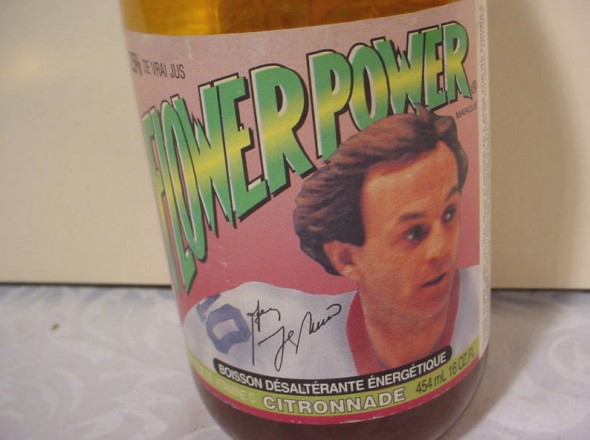 DE VRAI JUS
FLOWER POWER
BOISSON DÉSALTÉRANTE ÉNERGÉTIQUE
CITRONNADE
454 mL 16 OZ FL